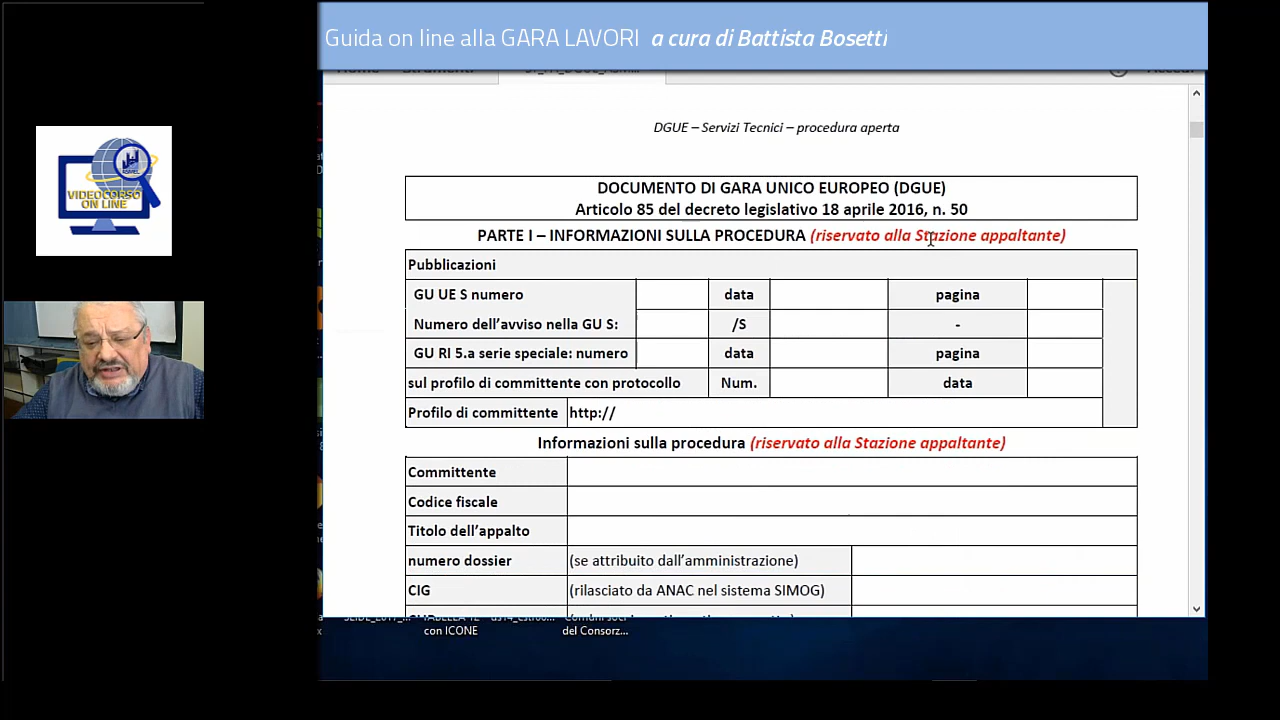 Guida on line alla GARA LAVORI a cura di Battista Bosetti
VIDEOCORSO
ON LINE
DGUE – Servizi Tecnici – procedura aperta
DOCUMENTO DI GARA UNICO EUROPEO (DGUE)
Articolo 85 del decreto legislativo 18 aprile 2016, n. 50
PARTE I – INFORMAZIONI SULLA PROCEDURA (riservato alla Stazione appaltante)
Pubblicazioni
GU UE S numero data pagina
Numero dell'avviso nella GU S: /S -
GU RI 5.a serie speciale: numero data pagina
sul profilo di committente con protocollo Num. data
Profilo di committente http://
Informazioni sulla procedura (riservato alla Stazione appaltante)
Committente
Codice fiscale
Titolo dell'appalto
numero dossier (se attribuito dall'amministrazione)
CIG (rilasciato da ANAC nel sistema SIMOG)
con ICONE
del Consorz...